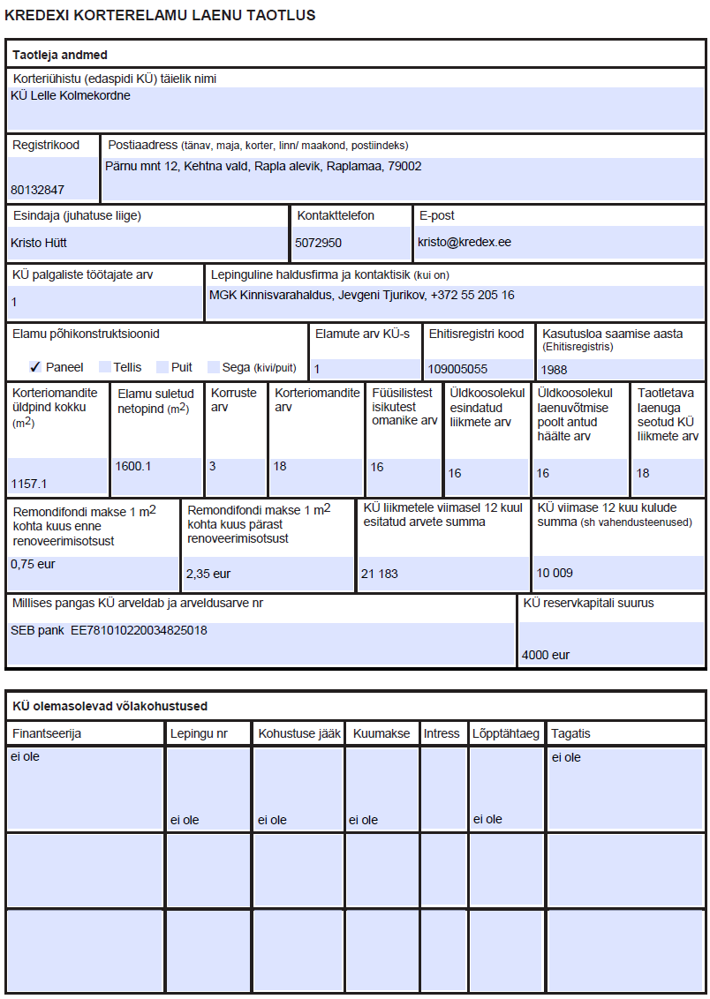 KREDEXI KORTERELAMU LAENU TAOTLUS
Taotleja andmed
Korteriühistu (edaspidi KÜ) täielik nimi
KÜ Lelle Kolmekordne
Registrikood
80132847
Postiaadress (tänav, maja, korter, linn/ maakond, postiindeks)
Pärnu mnt 12, Kehtna vald, Rapla alevik, Raplamaa, 79002
Esindaja (juhatuse liige)
Kristo Hütt
Kontakttelefon
5072950
E-post
kristo@kredex.ee
KÜ palgaliste töötajate arv
1
Lepinguline haldusfirma ja kontaktisik (kui on)
MGK Kinnisvarahaldus, Jevgeni Tjurikov, +372 55 205 16
Elamu põhikonstruktsioonid
✓ Paneel Tellis Puit Sega (kivi/puit)
Elamute arv KÜ-s
1
Ehitisregistri kood
109005055
Kasutusloa saamise aasta
(Ehitisregistris)
1988
Korteriomandite
üldpind kokku
(m2)
1157.1
Elamu suletud
netopind (m2)
1600.1
Korruste
arv
3
Korteriomandite
arv
18
Füüsilistest
isikutest
omanike arv
16
Üldkoosolekul
esindatud
liikmete arv
16
Üldkoosolekul
laenuvõtmise
poolt antud
häälte arv
16
Taotletava
laenuga
seotud KÜ
liikmete arv
18
Remondifondi makse 1 m2
kohta kuus enne
renoveerimisotsust
0,75 eur
Remondifondi makse 1 m2
kohta kuus pärast
renoveerimisotsust
2,35 eur
KÜ liikmetele viimasel 12 kuul
esitatud arvete summa
21 183
KÜ viimase 12 kuu kulude
summa (sh vahendusteenused)
10 009
Millises pangas KÜ arveldab ja arveldusarve nr
SEB pank EE781010220034825018
KÜ reservkapitali suurus
4000 eur
KÜ olemasolevad võlakohustused
Finantseerija Lepingu nr Kohustuse jääk Kuumakse Intress Lõpptähtaeg Tagatis
ei ole ei ole ei ole ei ole ei ole ei ole